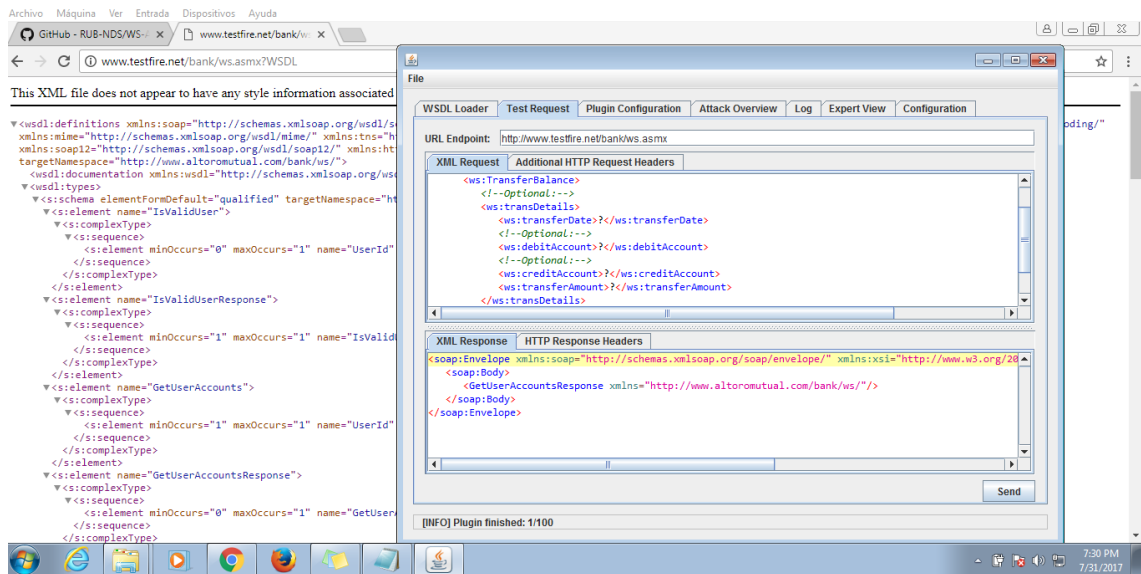 Archivo Máquina Ver Entrada Dispositivos Ayuda
GitHub - RUB-NDS/WS-A
www.testfire.net/bank/w
www.testfire.net/bank/ws.asmx?WSDL
This XML file does not appear to have any style information associated
▼<wsdl:definitions xmlns:soap="http://schemas.xmlsoap.org/wsdl/s
oding/"
xmlns:mime="http://schemas.xmlsoap.org/wsdl/mime/" xmlns:tns="h
xmlns:soap12="http://schemas.xmlsoap.org/wsdl/soap12/" xmlns:ht
targetNamespace="http://www.altoromutual.com/bank/ws/">
<wsdl:documentation xmlns:wsdl="http://schemas.xmlsoap.org/wsd
▼<wsdl:types>
▼<s:schema elementFormDefault="qualified" targetNamespace="ht
▼<s:element name="IsValidUser">
▼<s:complexType>
▼<s:sequence>
<s:element minOccurs="0" maxOccurs="1" name="UserId"
</s:sequence>
</s:complexType>
</s:element>
▼<s:element name="IsValidUserResponse">
▼<s:complexType>
▼<s:sequence>
<s:element minOccurs="1" maxOccurs="1" name="IsValid
</s:sequence>
</s:complexType>
</s:element>
▼<s:element name="GetUserAccounts">
▼<s:complexType>
▼<s:sequence>
<s:element minOccurs="1" maxOccurs="1" name="UserId"
</s:sequence>
</s:complexType>
</s:element>
▼<s:element name="GetUserAccountsResponse">
▼<s:complexType>
▼<s:sequence>
<s:element minOccurs="0" maxOccurs="1" name="GetUser
</s:sequence>
</s:complexType>
File
WSDL Loader Test Request Plugin Configuration Attack Overview Log Expert View Configuration
URL Endpoint: http://www.testfire.net/bank/ws.asmx
XML Request Additional HTTP Request Headers
<ws:TransferBalance>
<!--Optional:-->
<ws:transDetails>
<ws:transferDate>?</ws:transferDate>
<!--Optional:-->
<ws:debitAccount>?</ws:debitAccount>
<!--Optional:-->
<ws:creditAccount>?</ws:creditAccount>
<ws:transferAmount>?</ws:transferAmount>
</ws:transDetails>
XML Response HTTP Response Headers
<soap:Envelope xmlns:soap="http://schemas.xmlsoap.org/soap/envelope/" xmlns:xsi="http://www.w3.org/20
<soap:Body>
<GetUserAccountsResponse xmlns="http://www.altoromutual.com/bank/ws/"/>
</soap:Body>
</soap:Envelope>
Send
[INFO] Plugin finished: 1/100
7:30 PM
7/31/2017